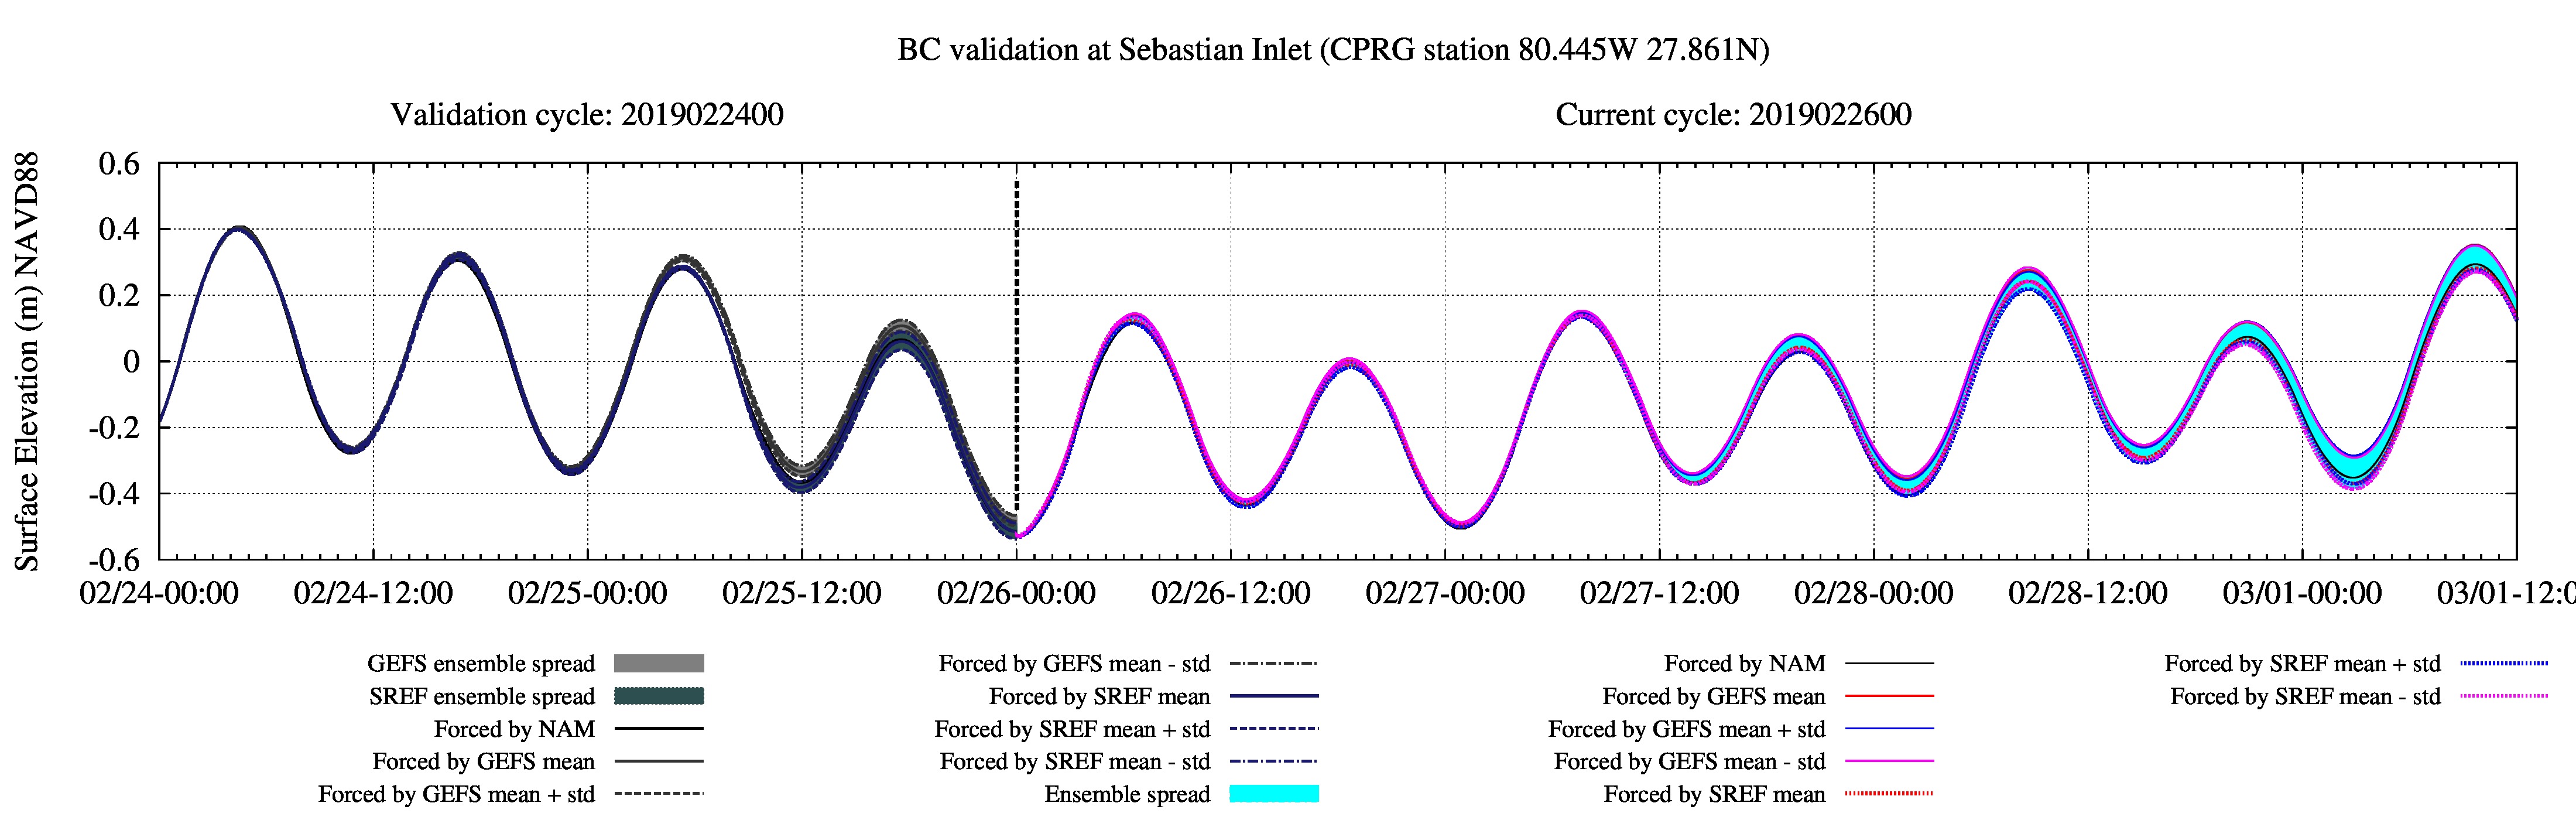 BC validation at Sebastian Inlet (CPRG station 80.445W 27.861N)
Validation cycle: 2019022400
Current cycle: 2019022600
Surface Elevation (m) NAVD88
0.6
0.4
0.2
0
-0.2
-0.4
-0.6
02/24-00:00 02/24-12:00 02/25-00:00 02/25-12:00 02/26-00:00 02/26-12:00 02/27-00:00 02/27-12:00 02/28-00:00 02/28-12:00 03/01-00:00 03/01-12:0
GEFS ensemble spread
SREF ensemble spread
Forced by NAM
Forced by GEFS mean
Forced by GEFS mean + std
Forced by GEFS mean - std
Forced by SREF mean
Forced by SREF mean + std
Forced by SREF mean - std
Ensemble spread
Forced by NAM
Forced by GEFS mean
Forced by GEFS mean + std
Forced by GEFS mean - std
Forced by SREF mean
Forced by SREF mean + std
Forced by SREF mean - std